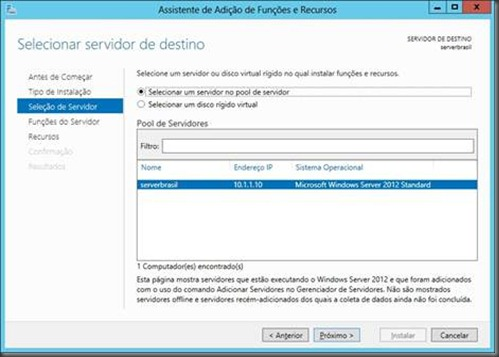 Assistente de Adição de Funções e Recursos
Selecionar servidor de destino
SERVIDOR DE DESTINO
serverbrasil
Antes de Começar
Tipo de Instalação
Seleção de Servidor
Funções do Servidor
Recursos
Confirmação
Resultados
Selecione um servidor ou disco virtual rígido no qual instalar funções e recursos.
Selecionar um servidor no pool de servidor
Selecionar um disco rígido virtual
Pool de Servidores
Filtro:
Nome Endereço IP Sistema Operacional
serverbrasil 10.1.1.10 Microsoft Windows Server 2012 Standard
1 Computador(es) encontrado(s)
Esta página mostra servidores que estão executando o Windows Server 2012 e que foram adicionados
com o uso do comando Adicionar Servidores no Gerenciador de Servidores. Não são mostrados
servidores offline e servidores recém-adicionados dos quais a coleta de dados ainda não foi concluída.
< Anterior Próximo > Instalar Cancelar